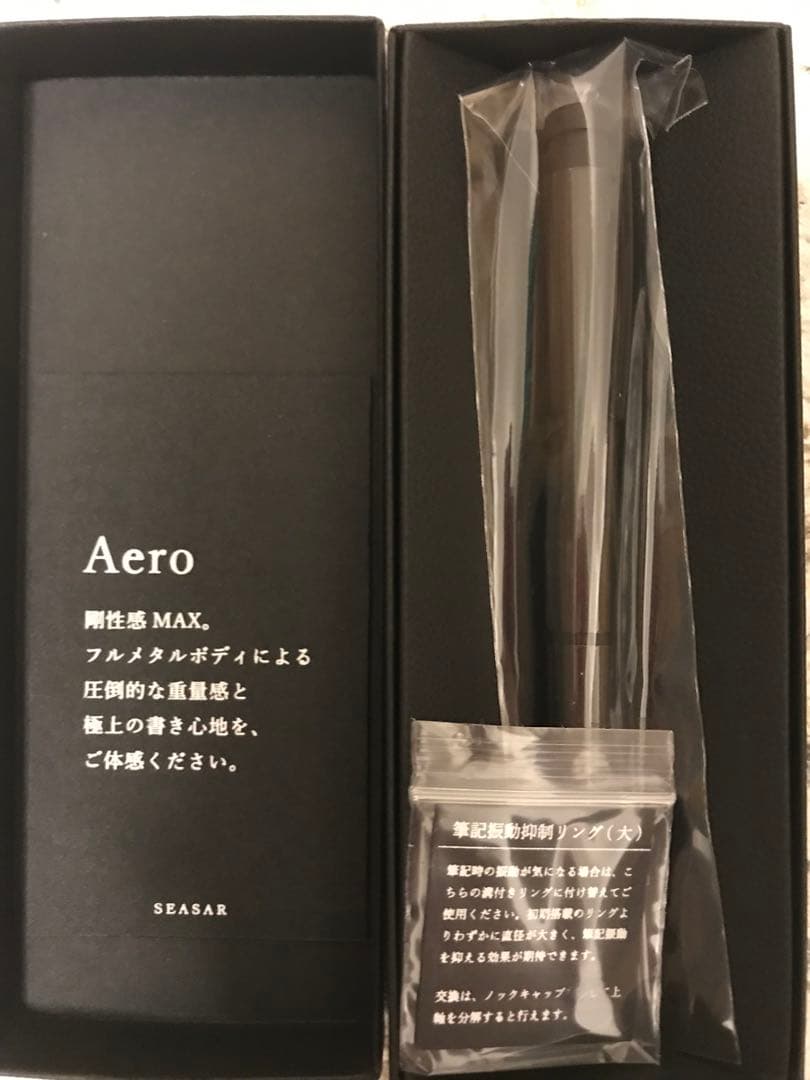 Aero
剛性感 MAX。
フルメタルボディによる
圧倒的な重量感と
極上の書き心地を、
ご体感ください。
SEASAR
筆記振動抑制リング(大)
筆記時の振動が気になる場合は、こ
ちらの溝付きリングに付け替えてご
使用ください。初期搭載のリングよ
りわずかに直径が大きく、筆記振動
を抑える効果が期待できます。
交換は、ノックキャップ て上
軸を分解すると行えます。